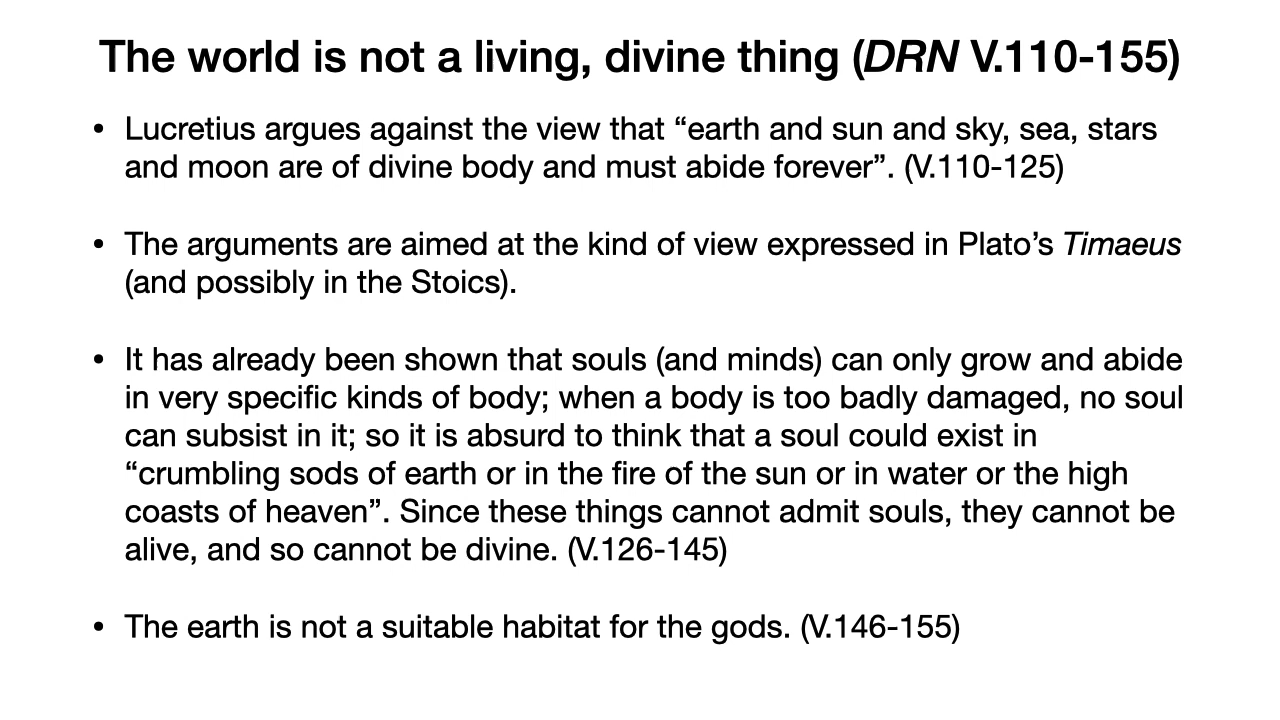 The world is not a living, divine thing (DRN V.110-155)
• Lucretius argues against the view that “earth and sun and sky, sea, stars
and moon are of divine body and must abide forever”. (V.110-125)
• The arguments are aimed at the kind of view expressed in Plato’s Timaeus
(and possibly in the Stoics).
• It has already been shown that souls (and minds) can only grow and abide
in very specific kinds of body; when a body is too badly damaged, no soul
can subsist in it; so it is absurd to think that a soul could exist in
“crumbling sods of earth or in the fire of the sun or in water or the high
coasts of heaven”. Since these things cannot admit souls, they cannot be
alive, and so cannot be divine. (V.126-145)
• The earth is not a suitable habitat for the gods. (V.146-155)